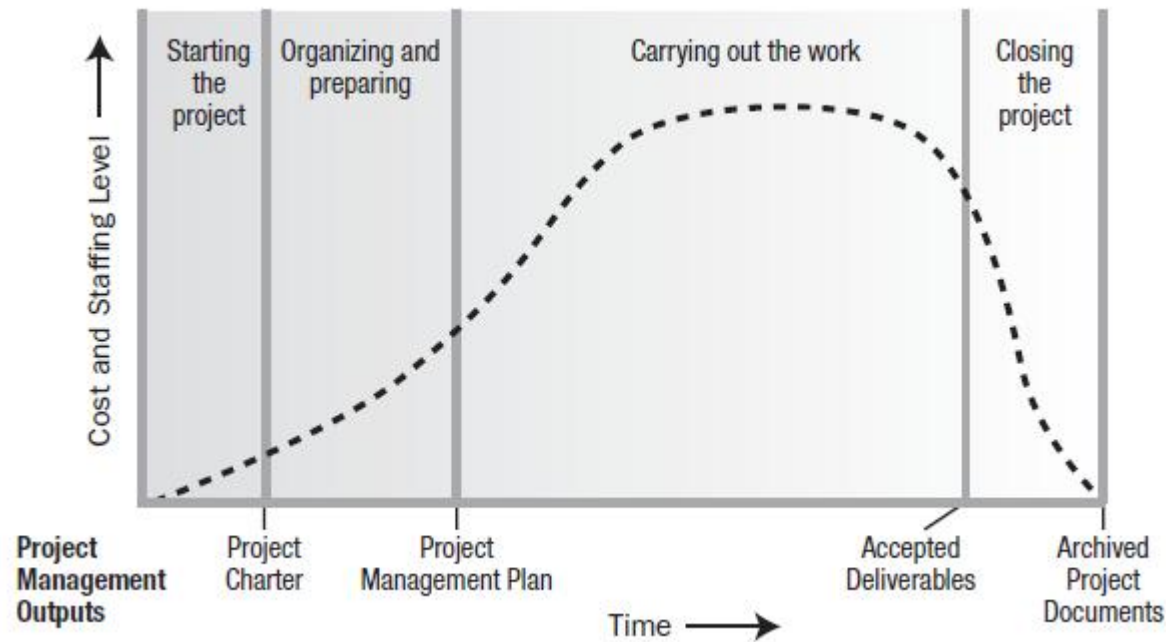 Starting
the
project
Organizing and
preparing
Carrying out the work
Closing
the
project
Cost and Staffing Level
Project
Management
Outputs
Project
Charter
Project
Management Plan
Accepted
Deliverables
Archived
Project
Documents
Time